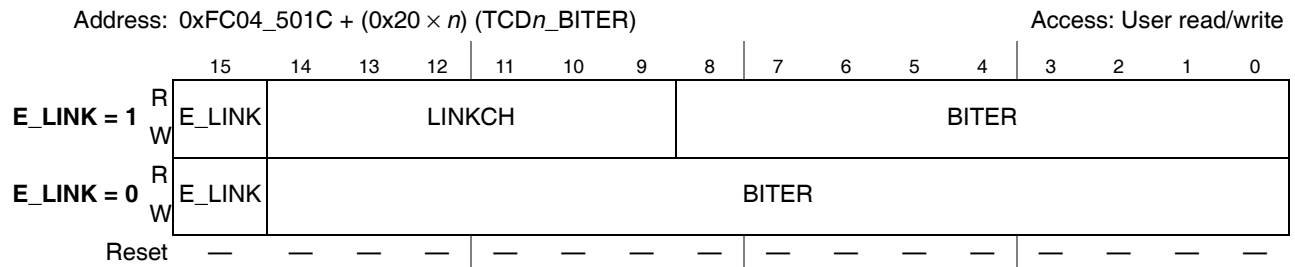 Address: 0xFC04_501C + (0x20 × n) (TCDn_BITER) Access: User read/write
15 14 13 12 11 10 9 8 7 6 5 4 3 2 1 0
E_LINK = 1 R W E_LINK LINKCH BITER
E_LINK = 0 R W E_LINK BITER
Reset — — — — — — — — — — — — — — — —